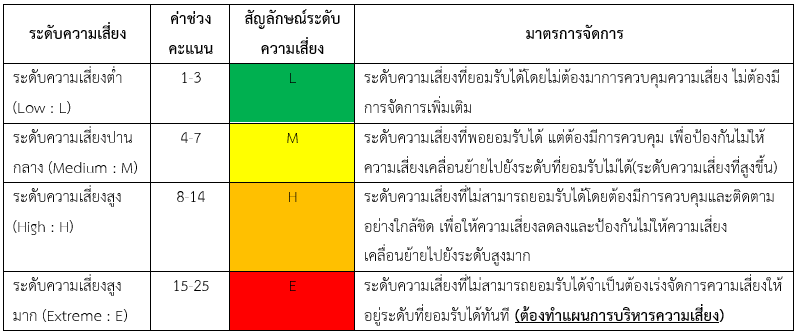 ระดับความเสี่ยง
ค่าช่วง
คะแนน
สัญลักษณ์ระดับ
ความเสี่ยง
มาตรการจัดการ
ระดับความเสี่ยงต่ำ
(Low : L)
1-3
L
ระดับความเสี่ยงที่ยอมรับได้โดยไม่ต้องมาการควบคุมความเสี่ยง ไม่ต้องมี
การจัดการเพิ่มเติม
ระดับความเสี่ยงปาน
กลาง (Medium : M)
4-7
M
ระดับความเสี่ยงที่พอยอมรับได้ แต่ต้องมีการควบคุม เพื่อป้องกันไม่ให้
ความเสี่ยงเคลื่อนย้ายไปยังระดับที่ยอมรับไม่ได้(ระดับความเสี่ยงที่สูงขึ้น)
ระดับความเสี่ยงสูง
(High : H)
8-14
H
ระดับความเสี่ยงที่ไม่สามารถยอมรับได้โดยต้องมีการควบคุมและติดตาม
อย่างใกล้ชิด เพื่อให้ความเสี่ยงลดลงและป้องกันไม่ให้ความเสี่ยง
เคลื่อนย้ายไปยังระดับสูงมาก
ระดับความเสี่ยงสูง
มาก (Extreme : E)
15-25
E
ระดับความเสี่ยงที่ไม่สามารถยอมรับได้จำเป็นต้องเร่งจัดการความเสี่ยงให้
อยู่ระดับที่ยอมรับได้ทันที (ต้องทำแผนการบริหารความเสี่ยง)